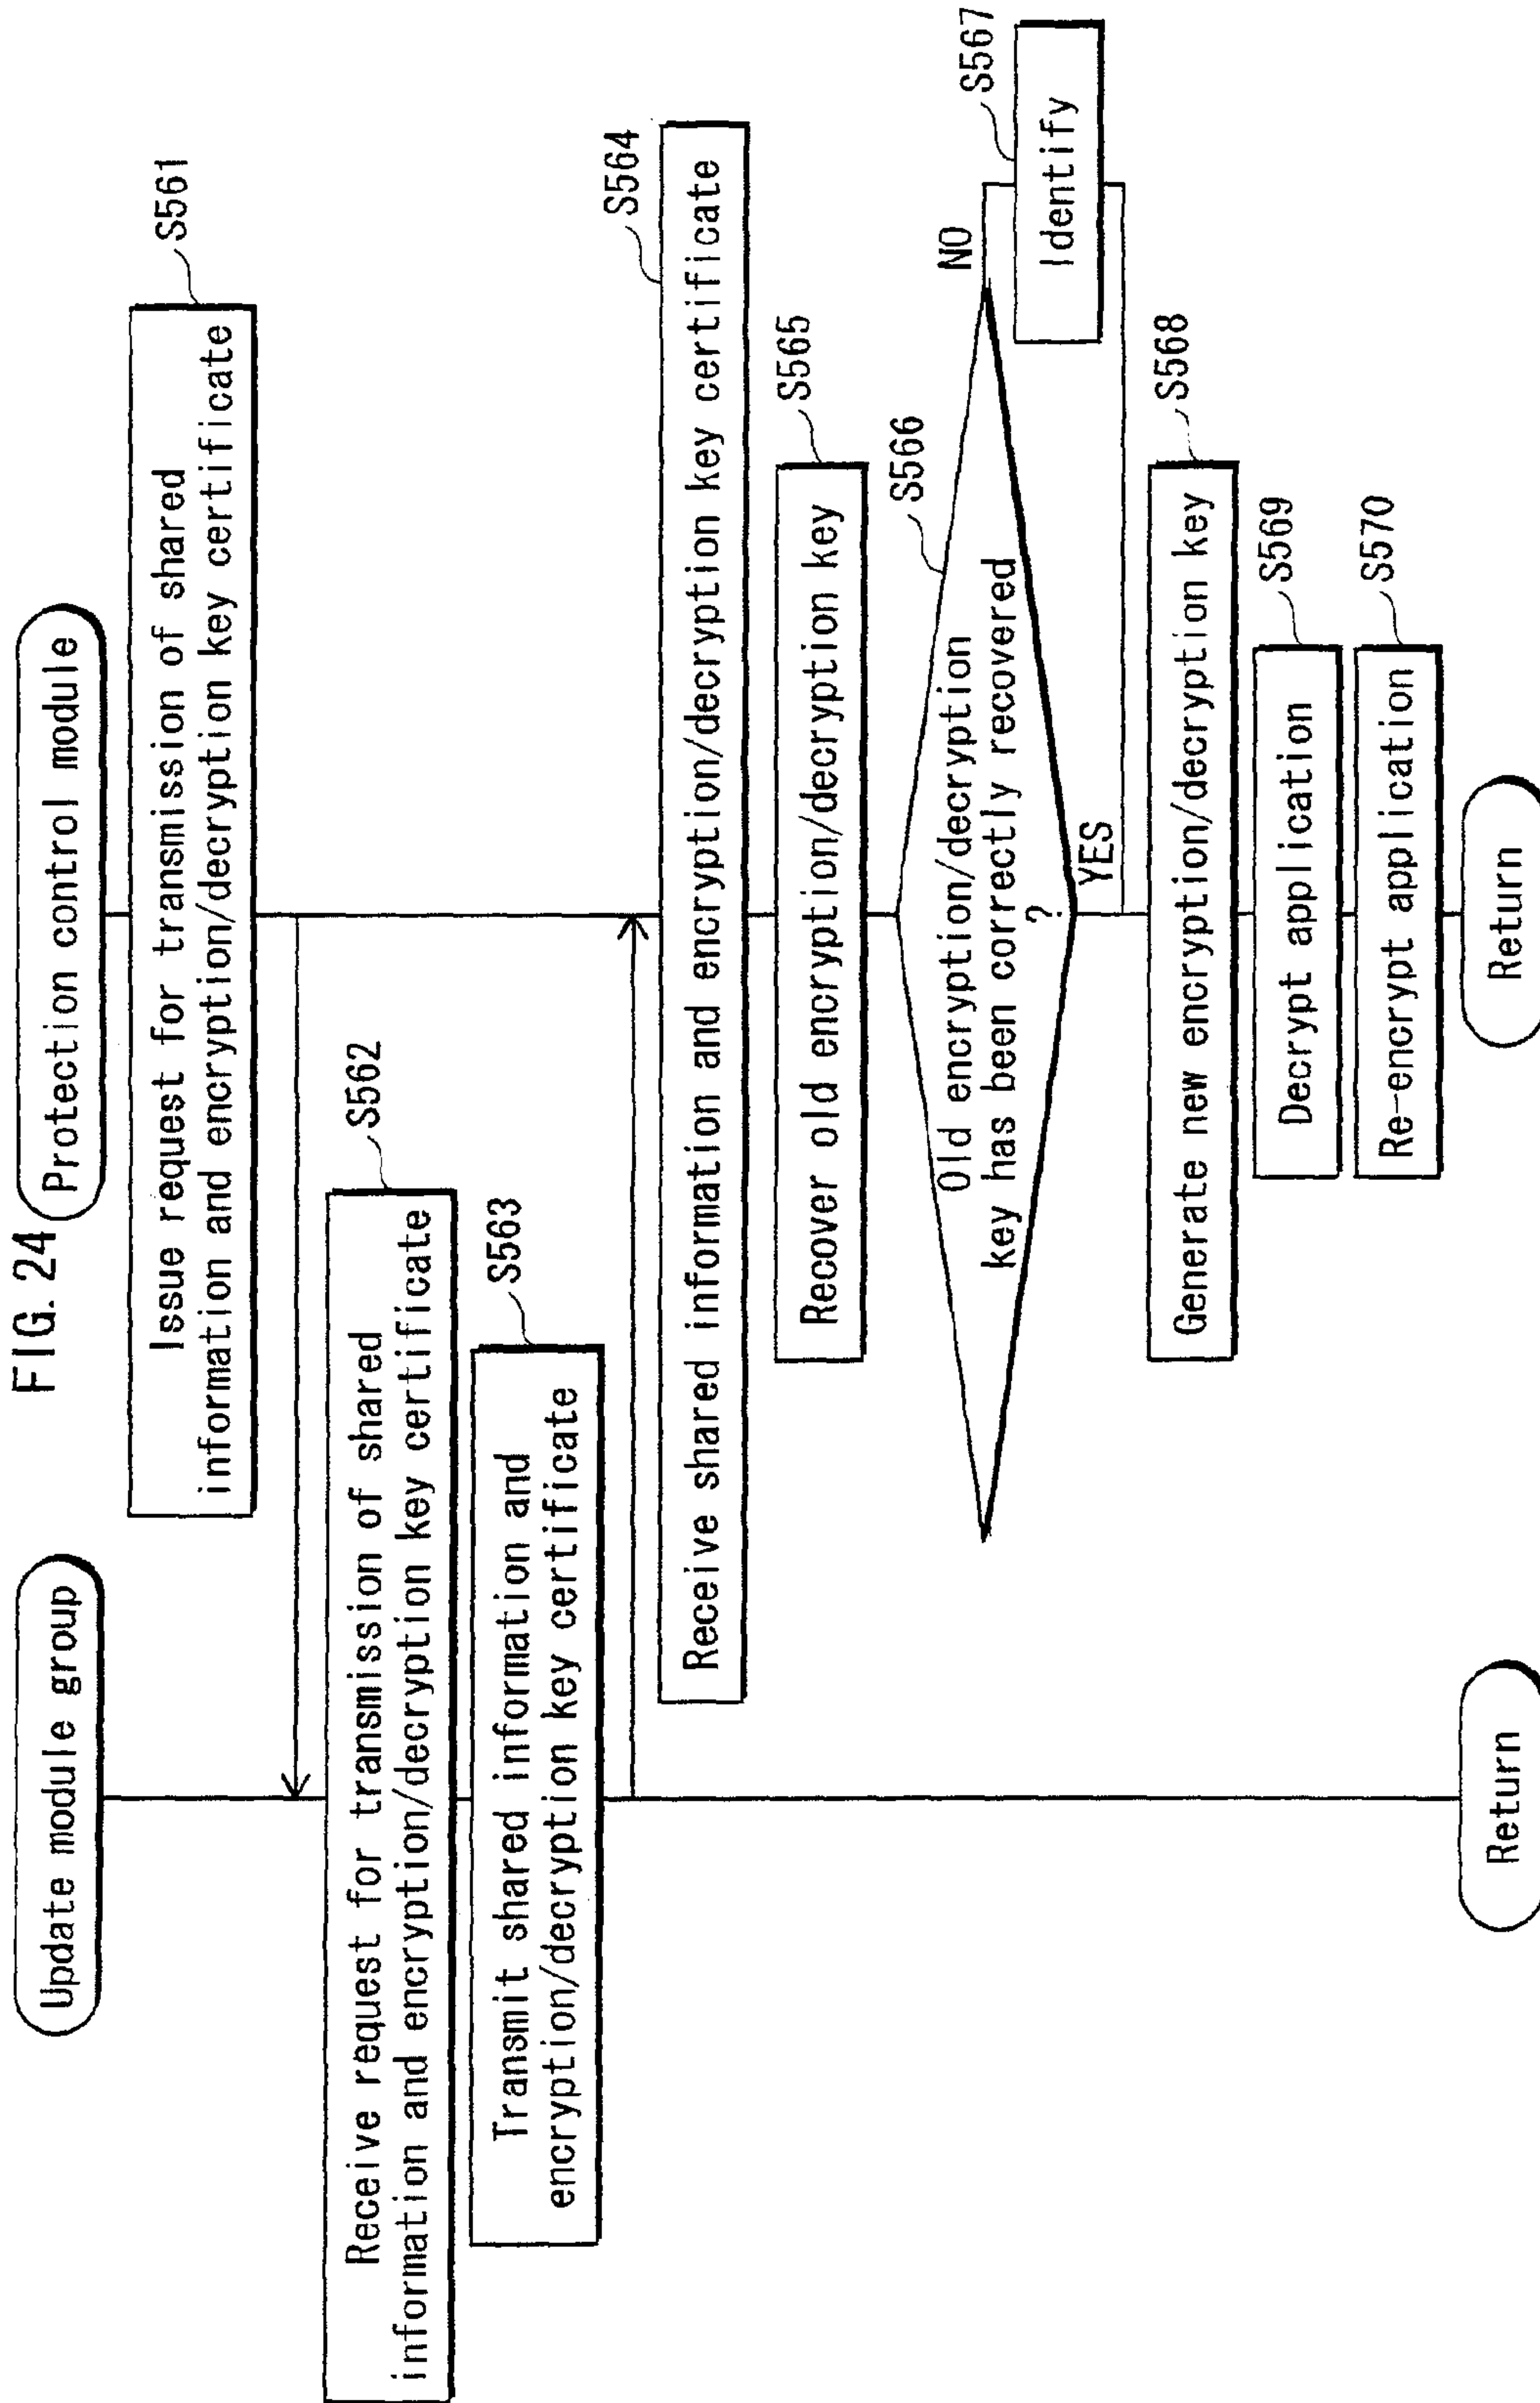 FIG. 24
Update module group
Protection control module
Issue request for transmission of shared
information and encryption/decryption key certificate
S561
Receive request for transmission of shared
information and encryption/decryption key certificate
S562
Transmit shared information and
encryption/decryption key certificate
S563
Receive shared information and encryption/decryption key certificate
S564
Recover old encryption/decryption key
S565
Old encryption/decryption
key has been correctly recovered
?
S566
NO
YES
Identify
S567
Generate new encryption/decryption key
S568
Decrypt application
S569
Re-encrypt application
S570
Return
Return